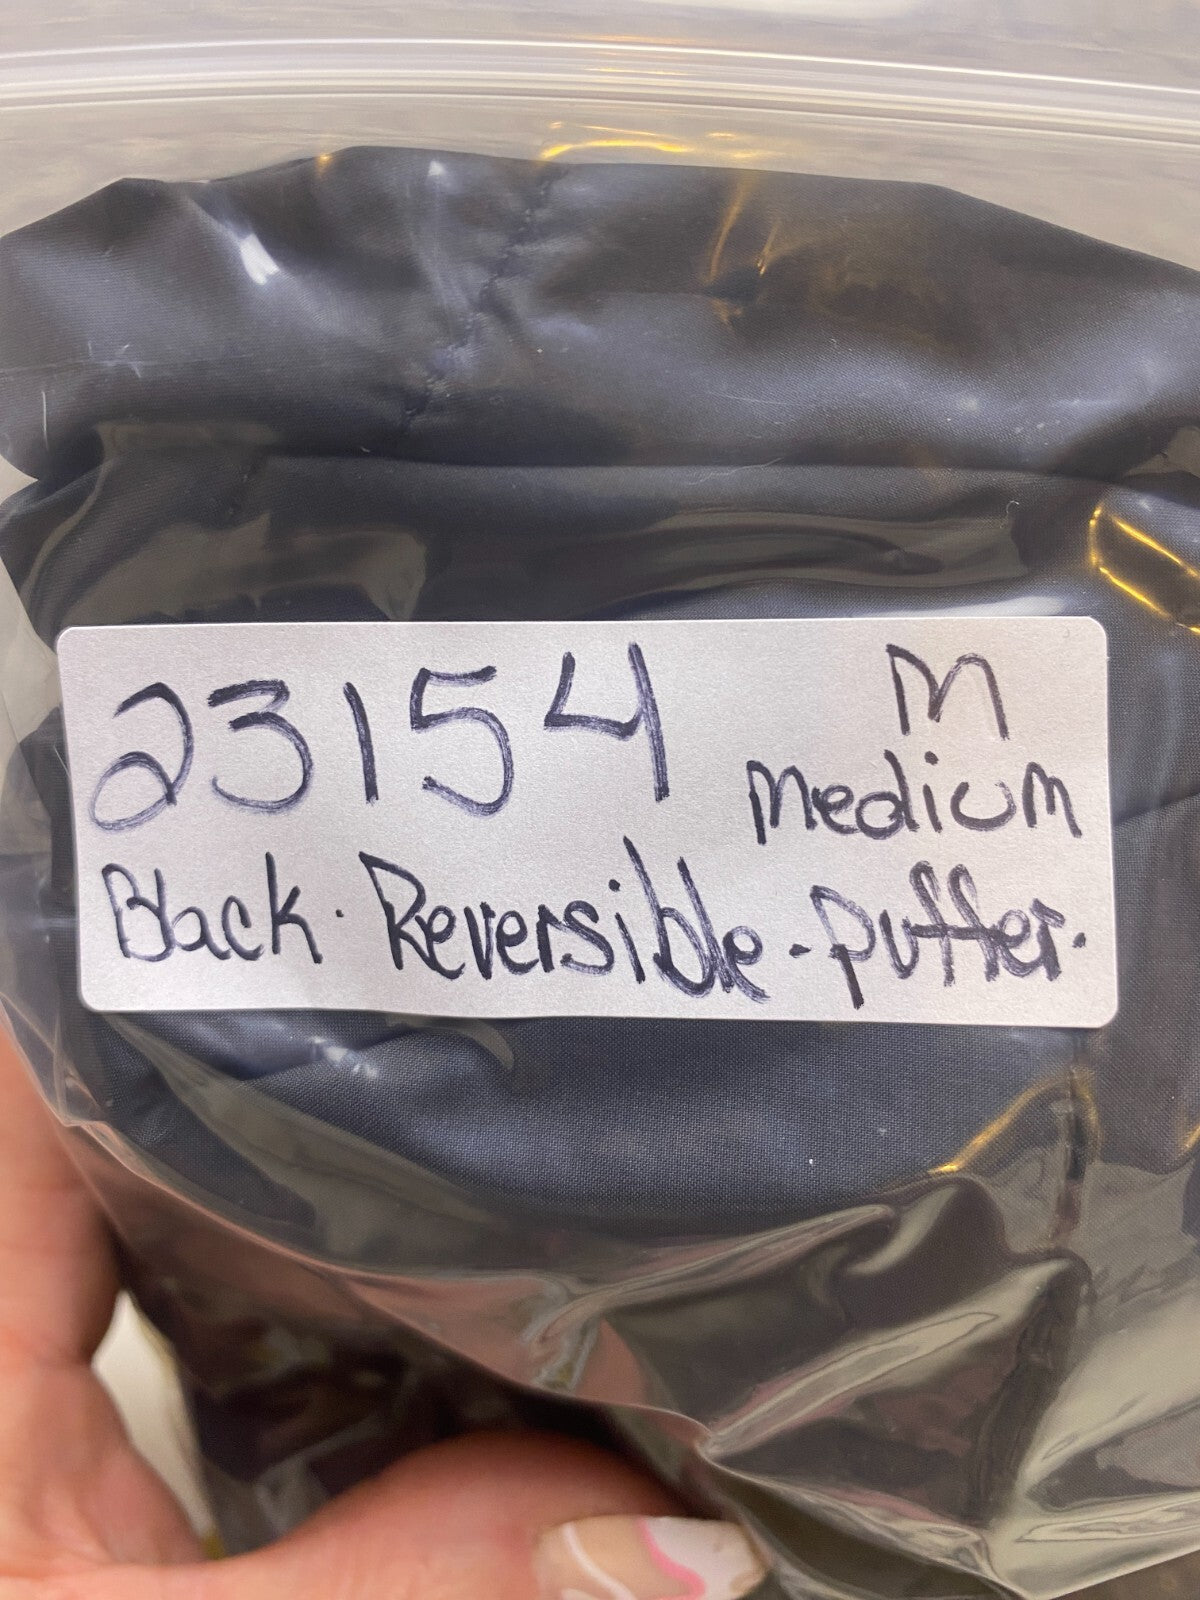 23154 M
Medium
Black. Reversible-Puffer.